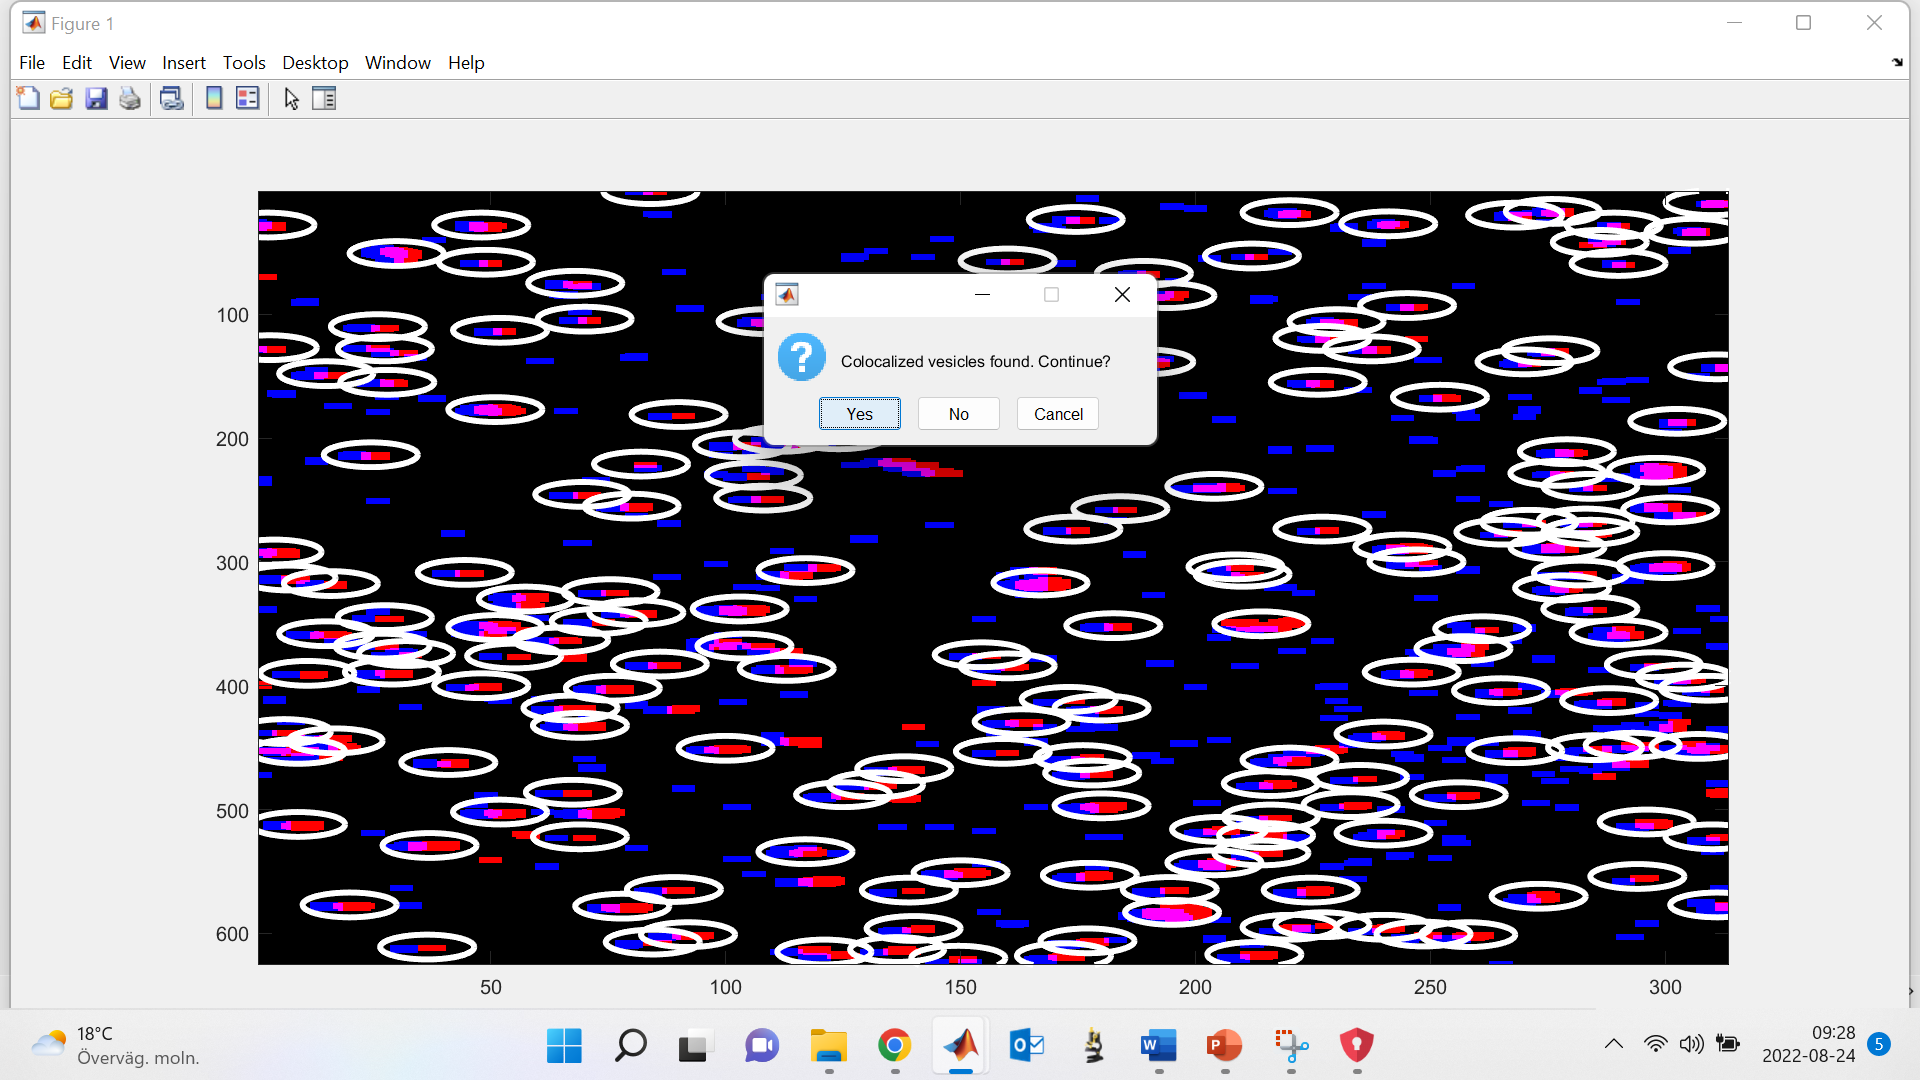 Figure 1
File Edit View Insert Tools Desktop Window Help
Colocalized vesicles found. Continue?
Yes No Cancel
100
200
300
400
500
600
50 100 150 200 250 300
18°C
Överväg. moln.
09:28
2022-08-24
5